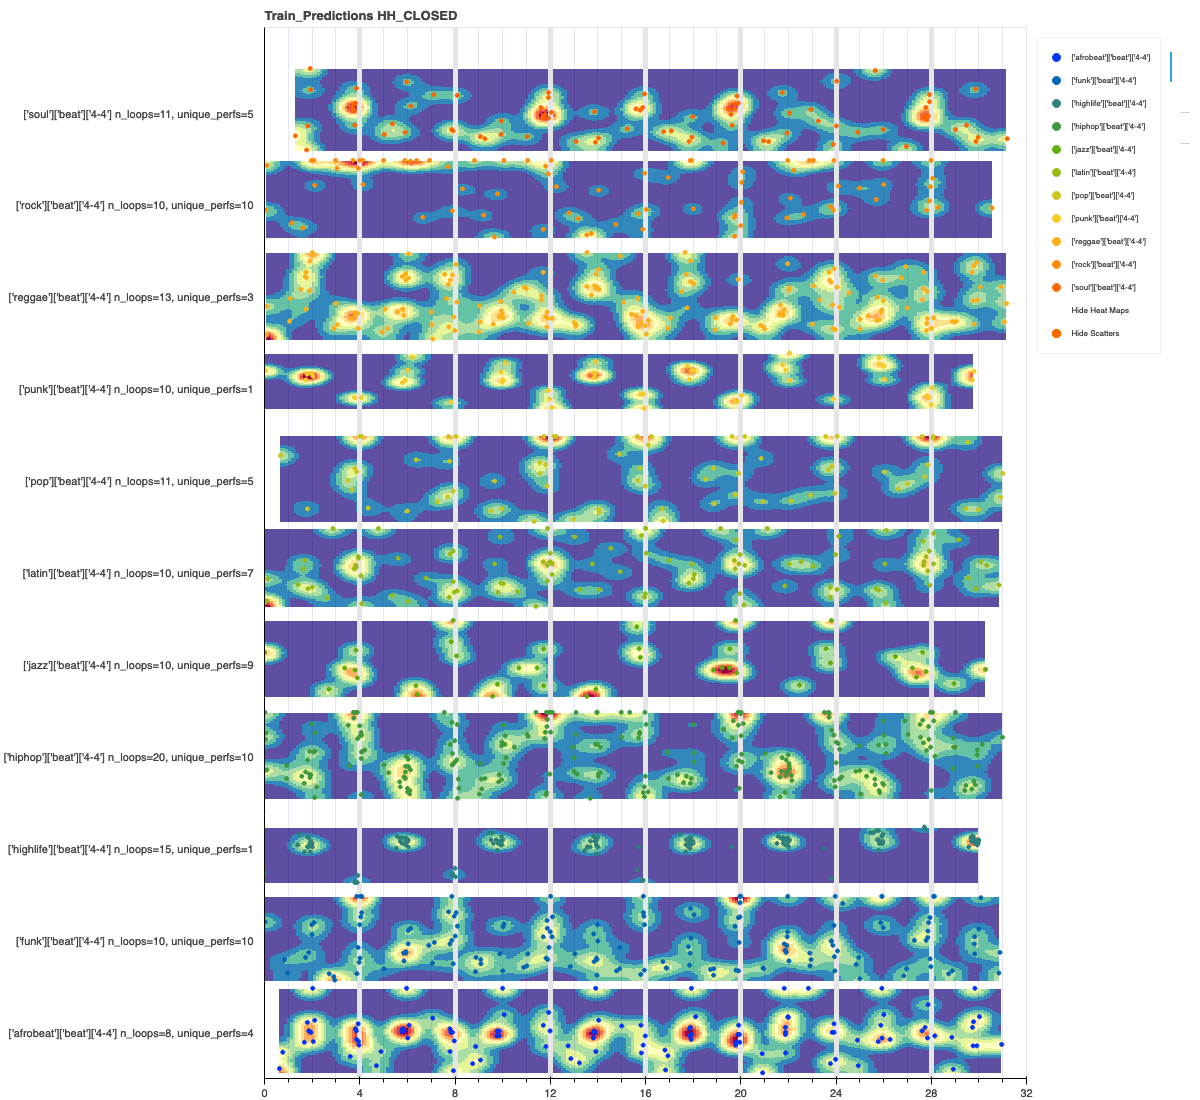 Train_Predictions HH_CLOSED
['soul']['beat']['4-4'] n_loops=11, unique_perfs=5
['rock']['beat']['4-4'] n_loops=10, unique_perfs=10
['reggae']['beat']['4-4'] n_loops=13, unique_perfs=3
['punk']['beat']['4-4'] n_loops=10, unique_perfs=1
['pop']['beat']['4-4'] n_loops=11, unique_perfs=5
['latin']['beat']['4-4'] n_loops=10, unique_perfs=7
['jazz']['beat']['4-4'] n_loops=10, unique_perfs=9
['hiphop']['beat']['4-4'] n_loops=20, unique_perfs=10
['highlife']['beat']['4-4'] n_loops=15, unique_perfs=1
['funk']['beat']['4-4'] n_loops=10, unique_perfs=10
['afrobeat']['beat']['4-4'] n_loops=8, unique_perfs=4
0 4 8 12 16 20 24 28 32
['afrobeat']['beat']['4-4']
['funk']['beat']['4-4']
['highlife']['beat']['4-4']
['hiphop']['beat']['4-4']
['jazz']['beat']['4-4']
['latin']['beat']['4-4']
['pop']['beat']['4-4']
['punk']['beat']['4-4']
['reggae']['beat']['4-4']
['rock']['beat']['4-4']
['soul']['beat']['4-4']
Hide Heat Maps
Hide Scatters